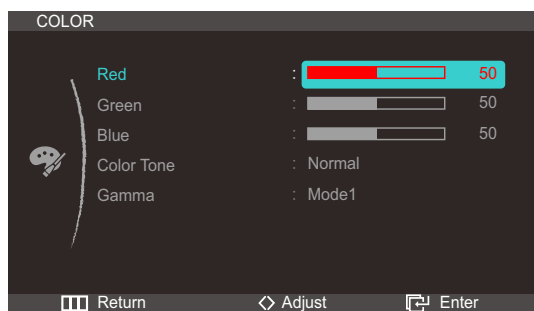 COLOR
Red : 50
Green : 50
Blue : 50
Color Tone : Normal
Gamma : Mode1
Return Adjust Enter